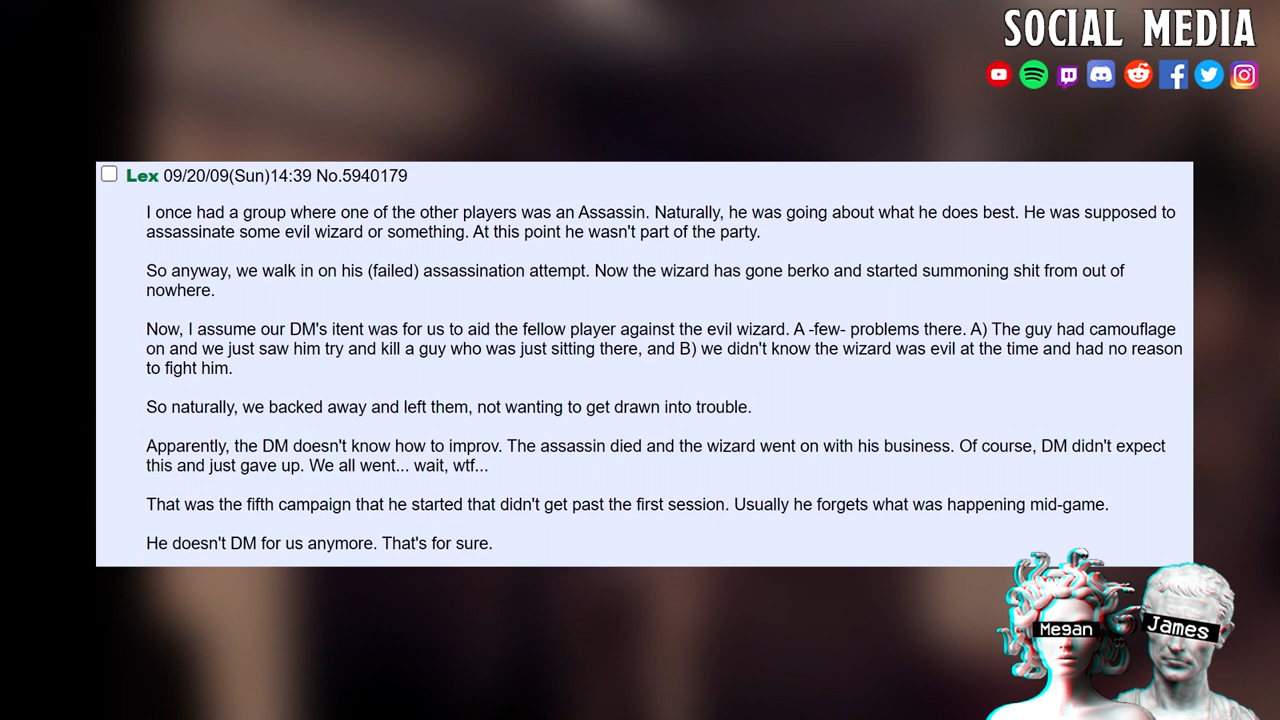 SOCIAL MEDIA
Lex 09/20/09(Sun)14:39 No.5940179
I once had a group where one of the other players was an Assassin. Naturally, he was going about what he does best. He was supposed to
assassinate some evil wizard or something. At this point he wasn't part of the party.
So anyway, we walk in on his (failed) assassination attempt. Now the wizard has gone berko and started summoning shit from out of
nowhere.
Now, I assume our DM's itent was for us to aid the fellow player against the evil wizard. A -few- problems there. A) The guy had camouflage
on and we just saw him try and kill a guy who was just sitting there, and B) we didn't know the wizard was evil at the time and had no reason
to fight him.
So naturally, we backed away and left them, not wanting to get drawn into trouble.
Apparently, the DM doesn't know how to improv. The assassin died and the wizard went on with his business. Of course, DM didn't expect
this and just gave up. We all went... wait, wtf...
That was the fifth campaign that he started that didn't get past the first session. Usually he forgets what was happening mid-game.
He doesn't DM for us anymore. That's for sure.
Megan
James